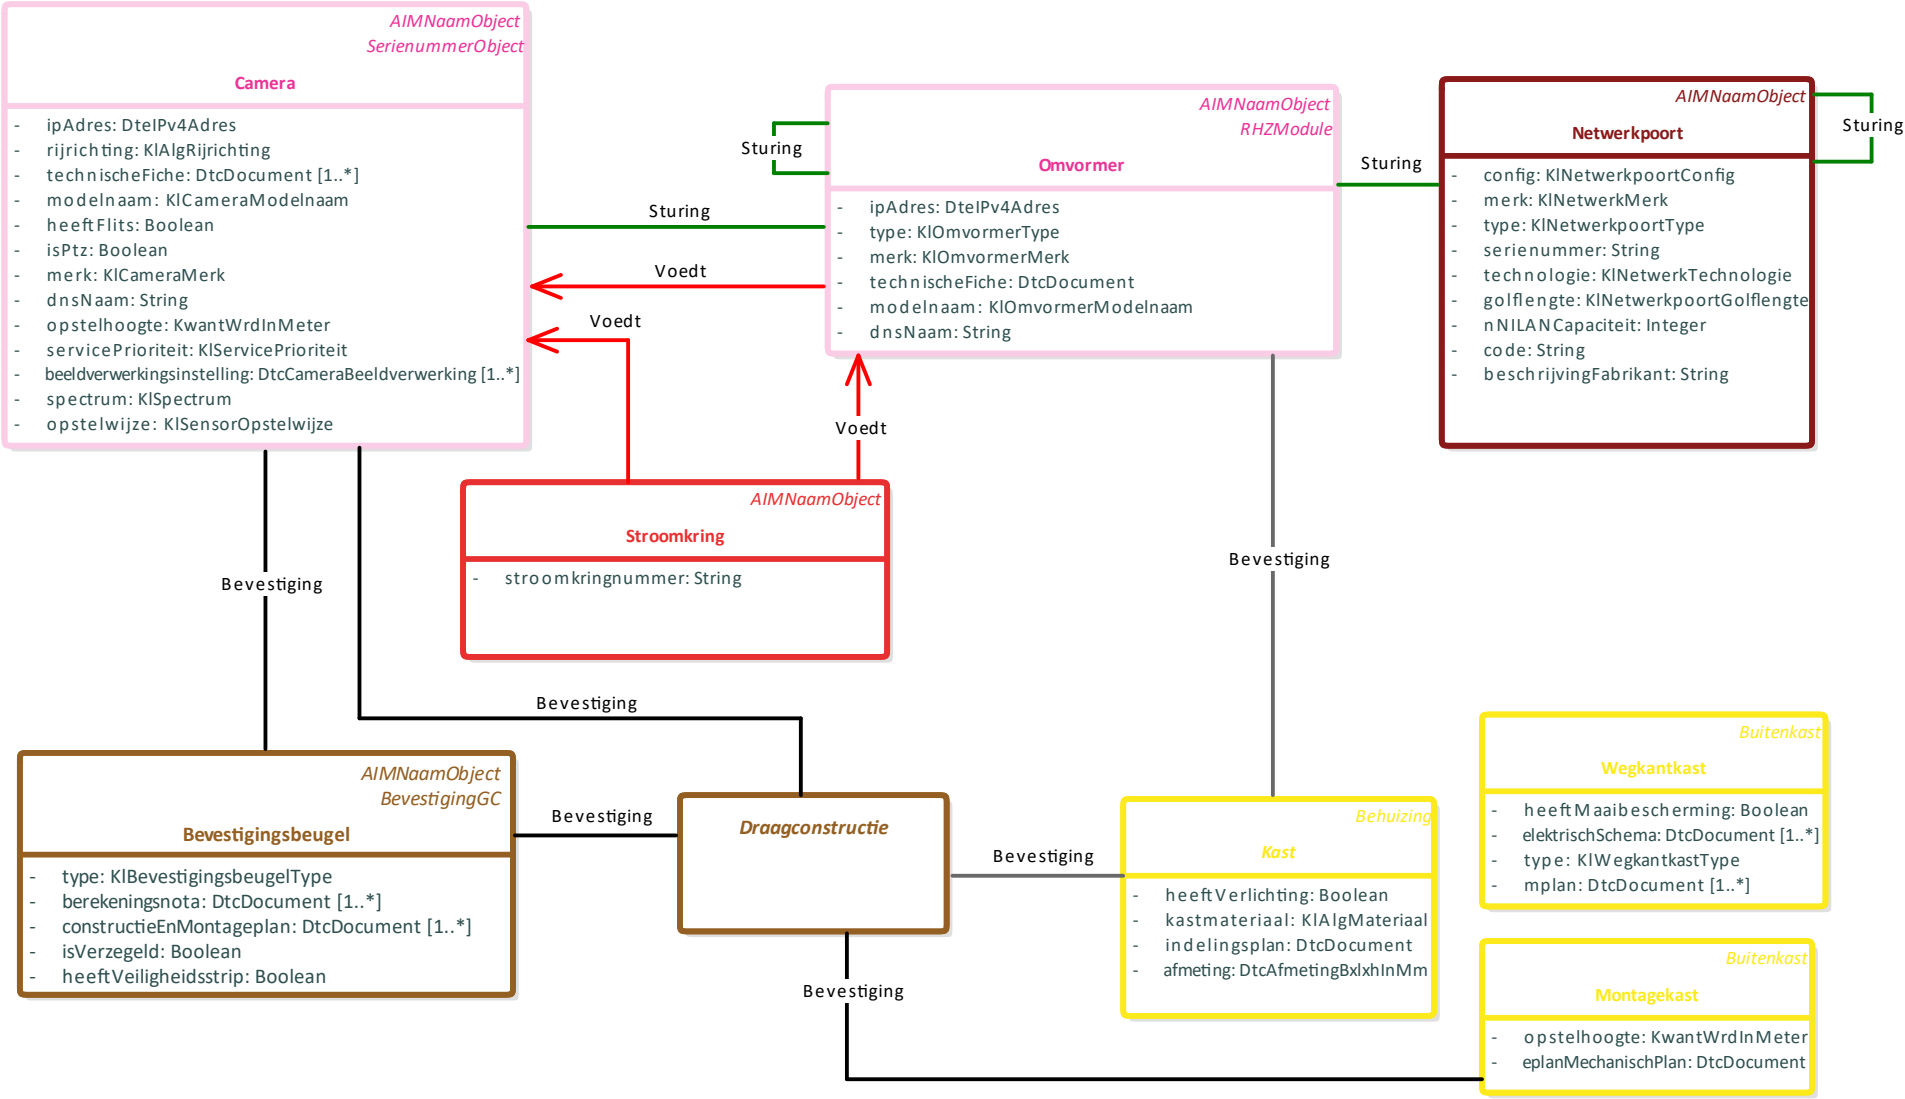 AIMNaamObject
SerienummerObject
Camera
- ipAdres: DteIPv4Adres
- rijrichting: KlAlgRijrichting
- technischeFiche: DtcDocument [1..*]
- modelnaam: KlCameraModelnaam
- heeftFlits: Boolean
- isPtz: Boolean
- merk: KlCameraMerk
- dnsNaam: String
- opstelhoogte: KwantWrdInMeter
- servicePrioriteit: KlServicePrioriteit
- beeldverwerkingsinstelling: DtcCameraBeeldverwerking [1..*]
- spectrum: KlSpectrum
- opstelwijze: KlSensorOpstelwijze
Sturing
Sturing
Voedt
Voedt
AIMNaamObject
RHZModule
Omvormer
- ipAdres: DteIPv4Adres
- type: KlOmvormerType
- merk: KlOmvormerMerk
- technischeFiche: DtcDocument
- modelnaam: KlOmvormerModelnaam
- dnsNaam: String
Sturing
AIMNaamObject
Netwerkpoort
- config: KlNetwerkpoortConfig
- merk: KlNetwerkMerk
- type: KlNetwerkpoortType
- serienummer: String
- technologie: KlNetwerkTechnologie
- golflengte: KlNetwerkpoortGolflengte
- nNILANCapaciteit: Integer
- code: String
- beschrijvingFabrikant: String
Sturing
Voedt
AIMNaamObject
Stroomkring
- stroomkringnummer: String
Bevestiging
Bevestiging
Bevestiging
AIMNaamObject
BevestigingGC
Bevestigingsbeugel
- type: KlBevestigingsbeugelType
- berekeningsnota: DtcDocument [1..*]
- constructieEnMontageplan: DtcDocument [1..*]
- isVerzegeld: Boolean
- heeftVeiligheidsstrip: Boolean
Bevestiging
Draagconstructie
Bevestiging
Behuizing
Kast
- heeftVerlichting: Boolean
- kastmateriaal: KlAlgMateriaal
- indelingsplan: DtcDocument
- afmeting: DtcAfmetingBxlxhInMm
Buitenkast
Wegkantkast
- heeftMaaibescherming: Boolean
- elektrischSchema: DtcDocument [1..*]
- type: KlWegkantkastType
- mplan: DtcDocument [1..*]
Bevestiging
Buitenkast
Montagekast
- opstelhoogte: KwantWrdInMeter
- eplanMechanischPlan: DtcDocument